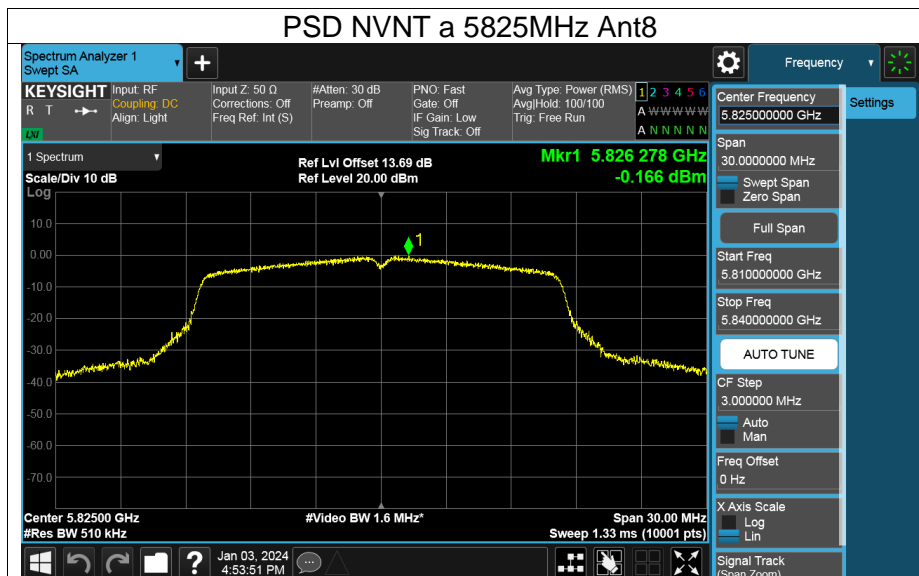 PSD NVNT a 5825MHz Ant8
Spectrum Analyzer 1
Swept SA
+
Frequency
KEYSIGHT
R T
LXI
Input: RF
Coupling: DC
Align: Light
Input Z: 50 Ω
Corrections: Off
Freq Ref: Int (S)
#Atten: 30 dB
Preamp: Off
PNO: Fast
Gate: Off
IF Gain: Low
Sig Track: Off
Avg Type: Power (RMS)
Avg|Hold: 100/100
Trig: Free Run
1 2 3 4 5 6
A W W W W W
A N N N N N
1 Spectrum
Scale/Div 10 dB
Ref Lvl Offset 13.69 dB
Ref Level 20.00 dBm
Mkr1 5.826 278 GHz
-0.166 dBm
Log
10.0
0.00
-10.0
-20.0
-30.0
-40.0
-50.0
-60.0
-70.0
1
Center 5.82500 GHz
#Res BW 510 kHz
#Video BW 1.6 MHz*
Span 30.00 MHz
Sweep 1.33 ms (10001 pts)
Center Frequency
5.825000000 GHz
Span
30.0000000 MHz
Swept Span
Zero Span
Full Span
Start Freq
5.810000000 GHz
Stop Freq
5.840000000 GHz
AUTO TUNE
CF Step
3.000000 MHz
Auto
Man
Freq Offset
0 Hz
X Axis Scale
Log
Lin
Signal Track
(Span Zoom)
Settings
?
Jan 03, 2024
4:53:51 PM